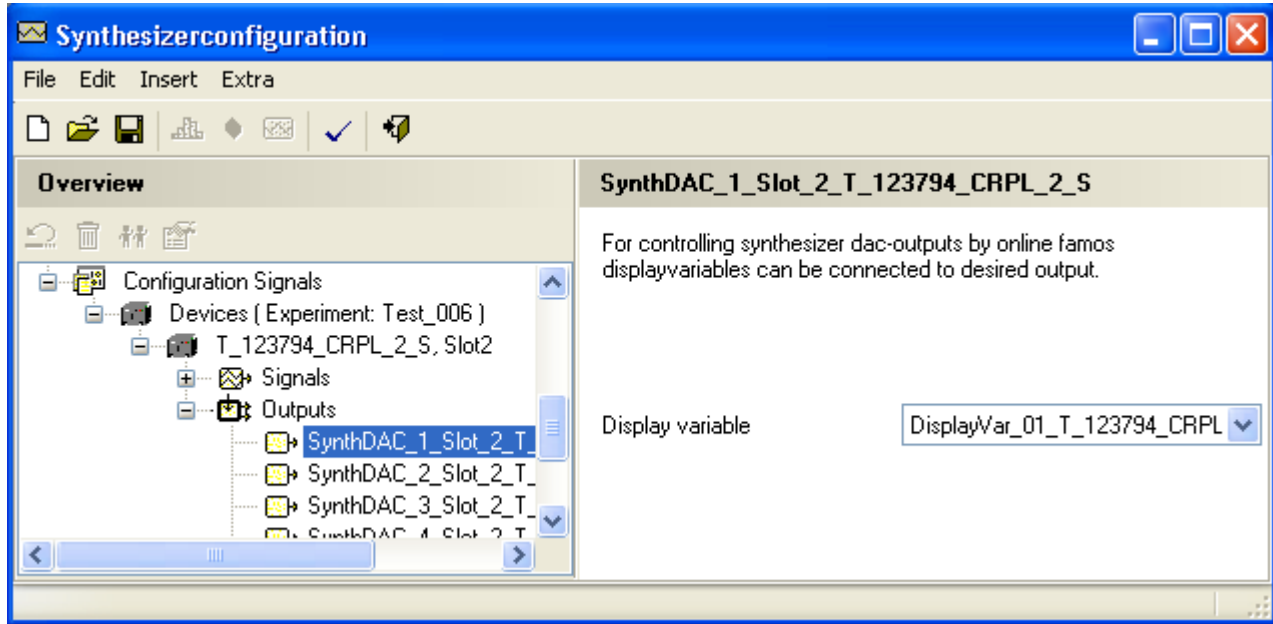 Synthesizerconfiguration
File Edit Insert Extra
Overview
SynthDAC_1_Slot_2_T_123794_CRPL_2_S
For controlling synthesizer dac-outputs by online famos
displayvariables can be connected to desired output.
Configuration Signals
Devices ( Experiment: Test_006 )
T_123794_CRPL_2_S, Slot2
Signals
Outputs
SynthDAC_1_Slot_2_T_
SynthDAC_2_Slot_2_T_
SynthDAC_3_Slot_2_T_
SynthDAC_4_Slot_2_T_
Display variable
DisplayVar_01_T_123794_CRPL